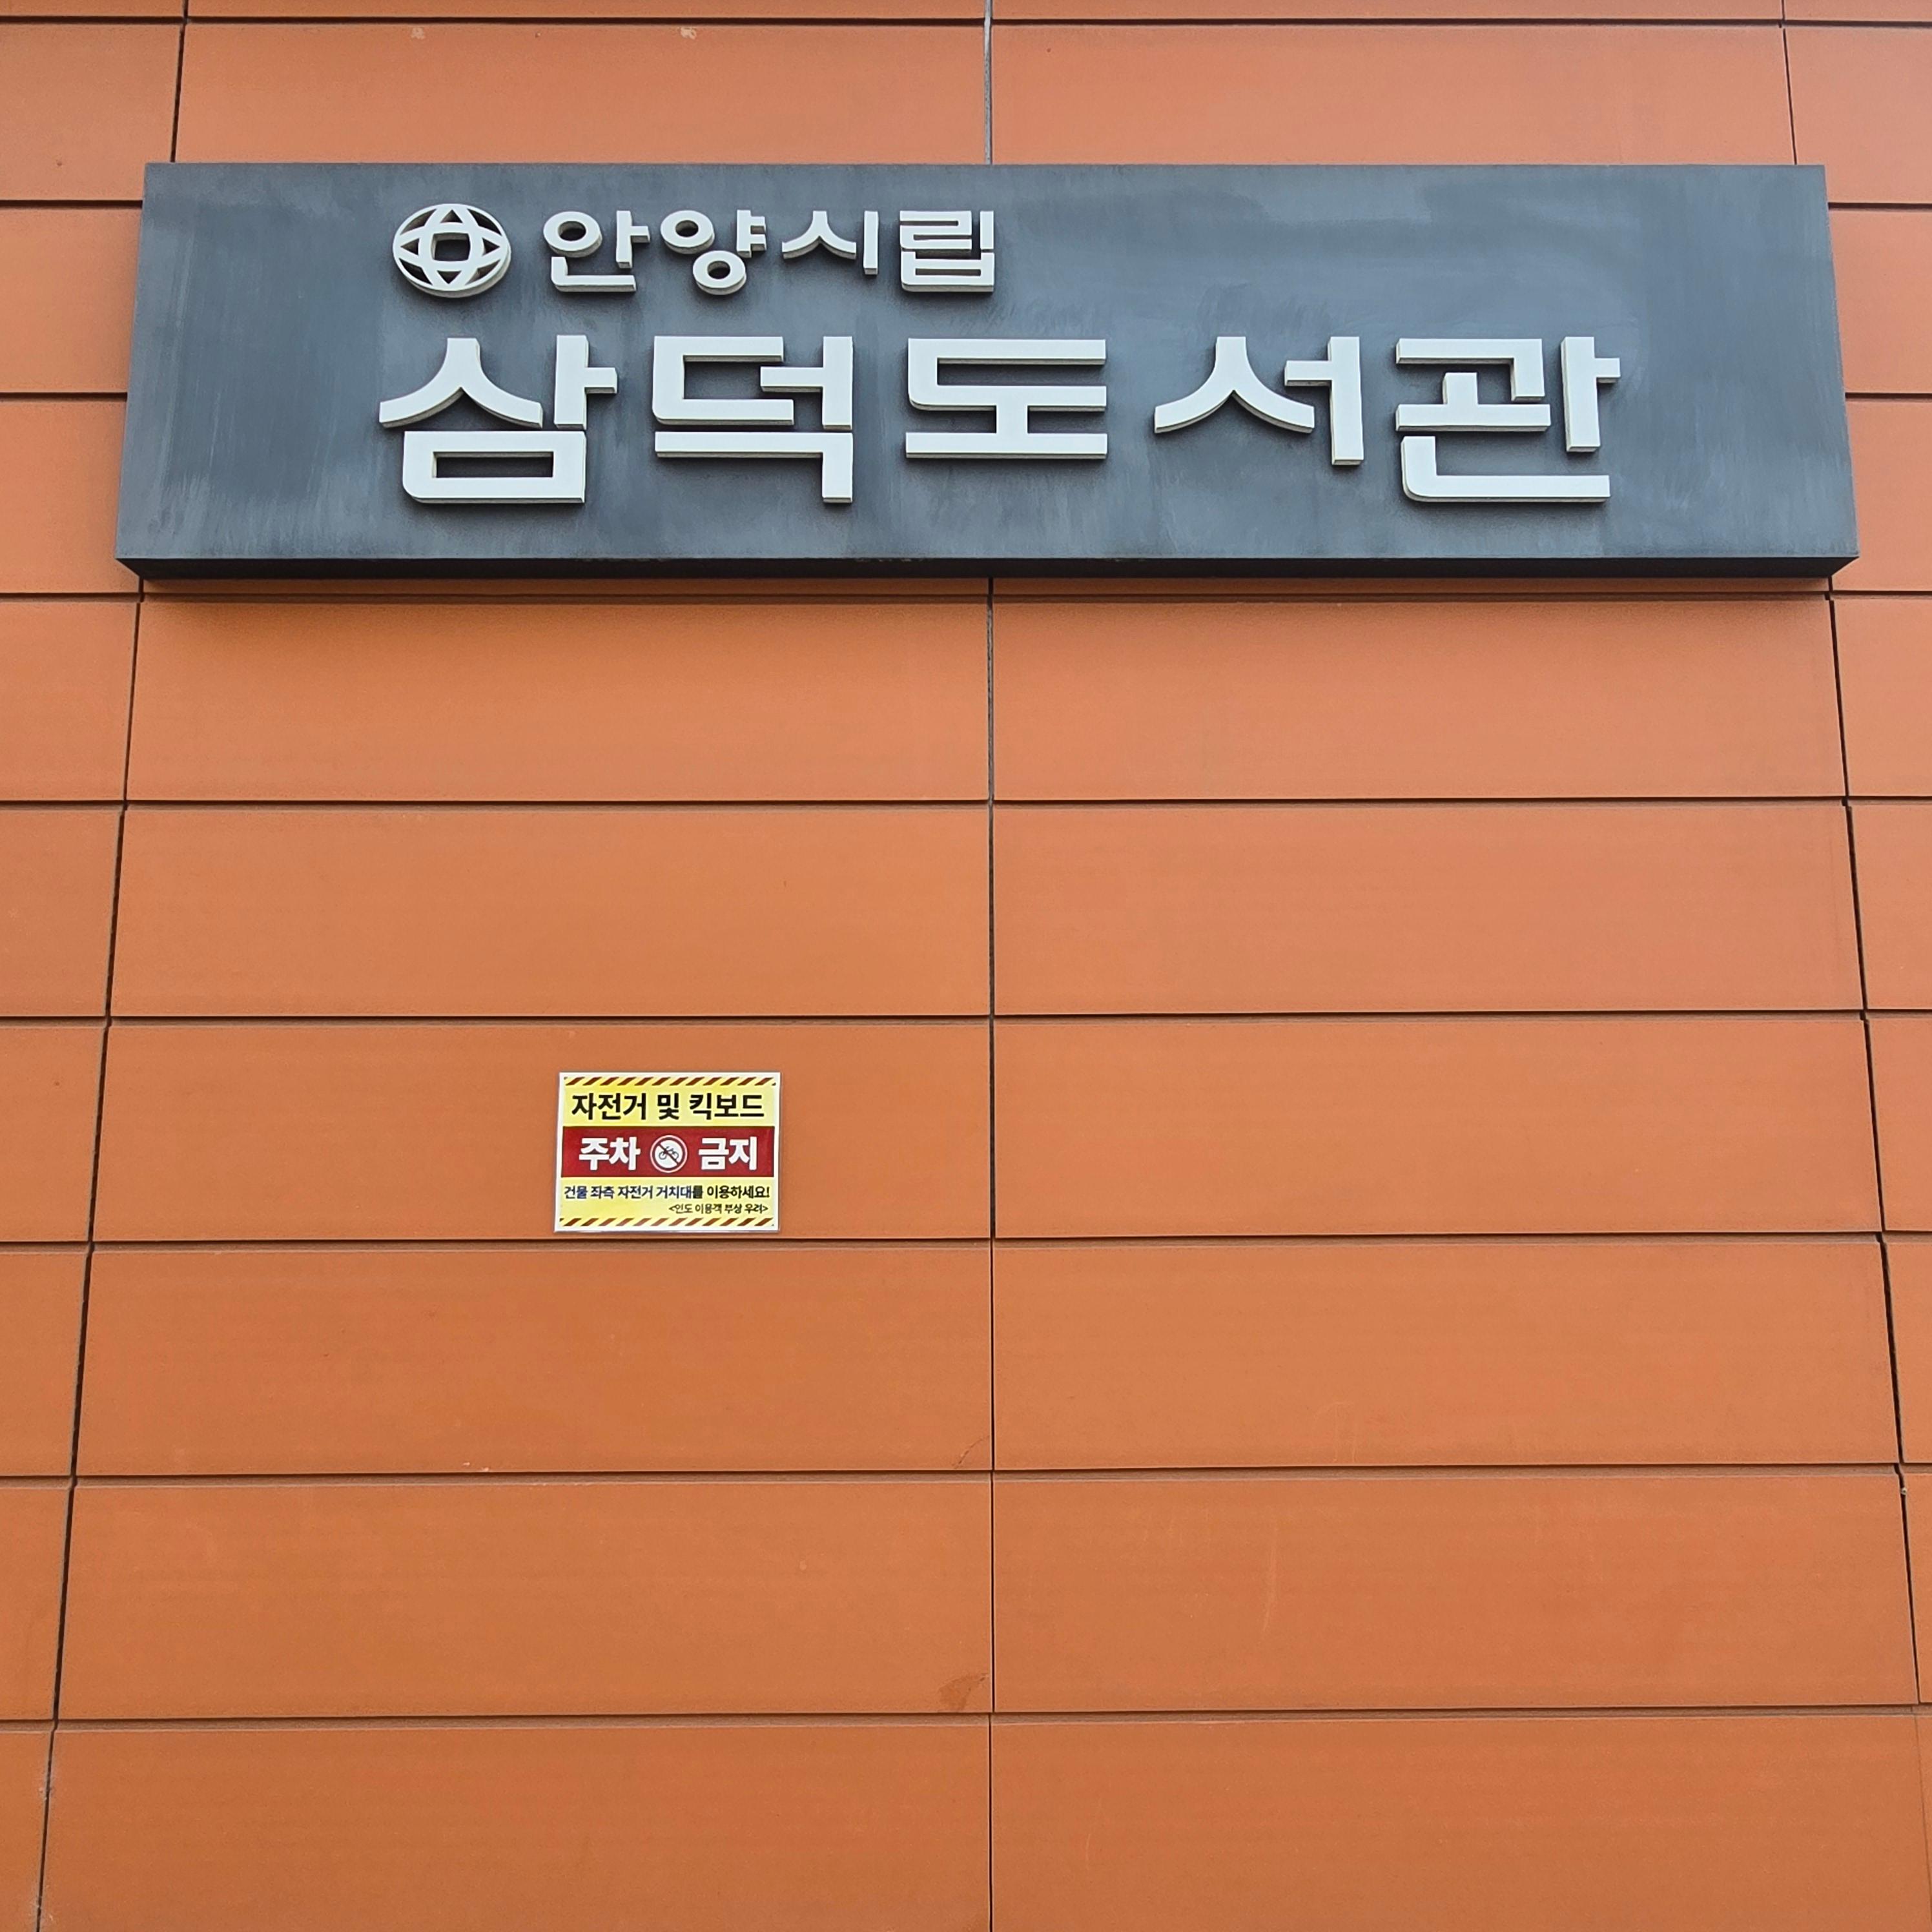 안양시립
삼덕도서관
자전거 및 킥보드
주차 금지
건물 좌측 자전거 거치대를 이용하세요!
<인도 이용객 부상 우려>